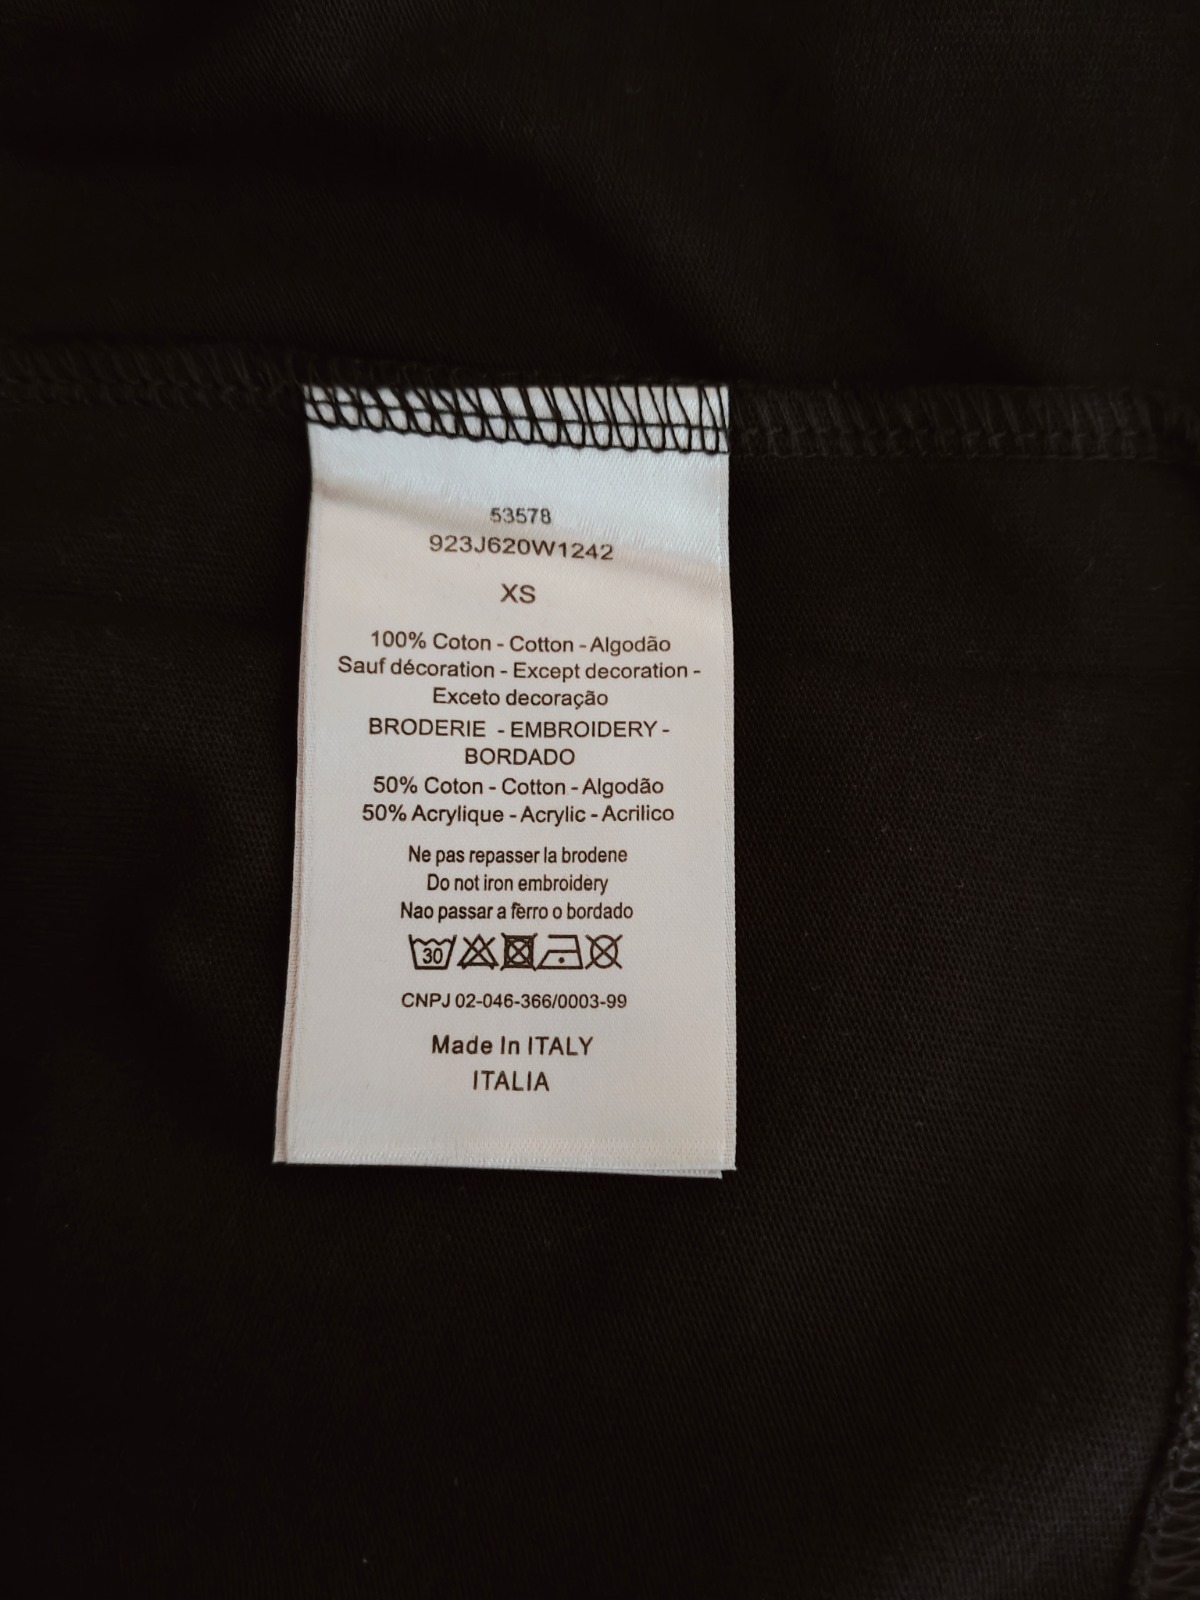 53578
923J620W1242
XS
100% Coton - Cotton - Algodão
Sauf décoration - Except decoration -
Exceto decoração
BRODERIE - EMBROIDERY -
BORDADO
50% Coton - Cotton - Algodão
50% Acrylique - Acrylic - Acrilico
Ne pas repasser la brodene
Do not iron embroidery
Nao passar a ferro o bordado
30
CNPJ 02-046-366/0003-99
Made In ITALY
ITALIA